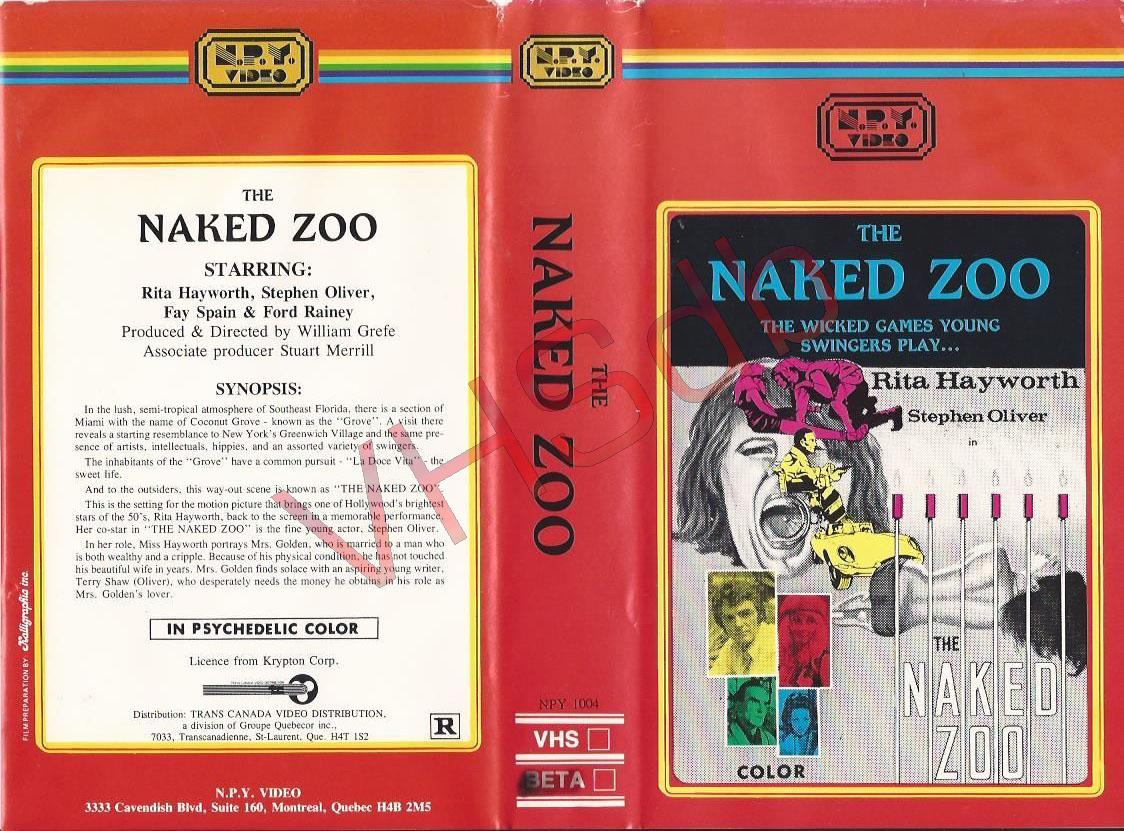 N.P.Y.
VIDEO
THE
NAKED ZOO
STARRING:
Rita Hayworth, Stephen Oliver,
Fay Spain & Ford Rainey
Produced & Directed by William Grefe
Associate producer Stuart Merrill
SYNOPSIS:
In the lush, semi-tropical atmosphere of Southeast Florida, there is a section of
Miami with the name of Coconut Grove - known as the "Grove". A visit there
reveals a starting resemblance to New York's Greenwich Village and the same pre-
sence of artists, intellectuals, hippies, and an assorted variety of swingers.
The inhabitants of the "Grove" have a common pursuit - "La Doce Vita" - the
sweet life.
And to the outsiders, this way-out scene is known as "THE NAKED ZOO".
This is the setting for the motion picture that brings one of Hollywood's brightest
stars of the 50's, Rita Hayworth, back to the screen in a memorable performance.
Her co-star in "THE NAKED ZOO" is the fine young actor, Stephen Oliver.
In her role, Miss Hayworth portrays Mrs. Golden, who is married to a man who
is both wealthy and a cripple. Because of his physical condition, he has not touched
his beautiful wife in years. Mrs. Golden finds solace with an aspiring young writer,
Terry Shaw (Oliver), who desperately needs the money he obtains in his role as
Mrs. Golden's lover.
IN PSYCHEDELIC COLOR
Licence from Krypton Corp.
Distribution: TRANS CANADA VIDEO DISTRIBUTION,
a division of Groupe Quebecor inc.,
7033, Transcanadienne, St-Laurent, Que. H4T 1S2
R
FILM PREPARATION BY: Kalligraphie inc.
N.P.Y. VIDEO
3333 Cavendish Blvd, Suite 160, Montreal, Quebec H4B 2M5
N.P.Y.
VIDEO
THE
NAKED ZOO
NPY 1004
VHS
BETA
N.P.Y.
VIDEO
THE
NAKED ZOO
THE WICKED GAMES YOUNG
SWINGERS PLAY...
Rita Hayworth
Stephen Oliver
in
THE
NAKED
ZOO
COLOR
VHSdb